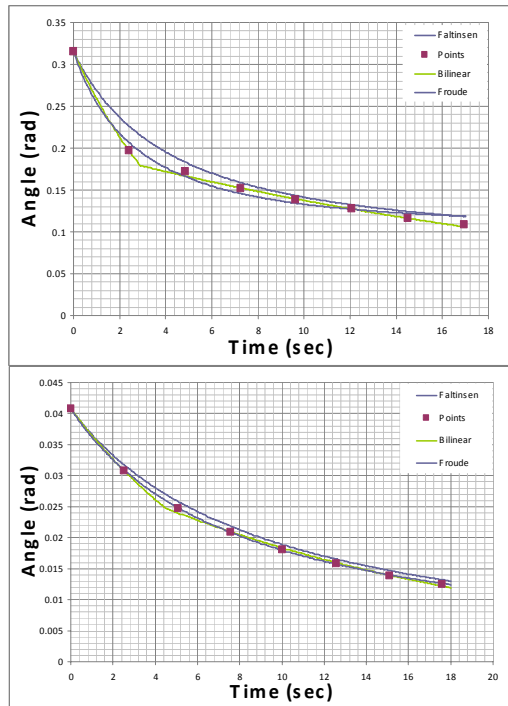 0.35
0.3
0.25
0.2
0.15
0.1
0.05
0
Angle (rad)
Faltinsen
Points
Bilinear
Froude
0 2 4 6 8 10 12 14 16 18
Time (sec)
0.045
0.04
0.035
0.03
0.025
0.02
0.015
0.01
0.005
0
Angle (rad)
Faltinsen
Points
Bilinear
Froude
0 2 4 6 8 10 12 14 16 18 20
Time (sec)